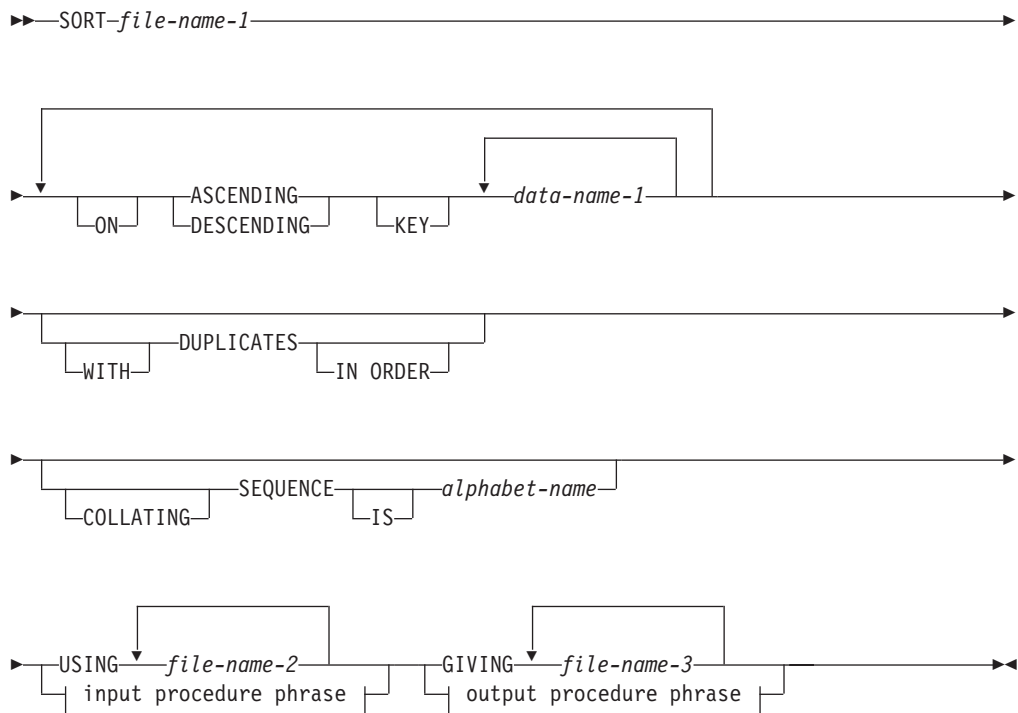 SORT file-name-1
ASCENDING data-name-1
ON DESCENDING KEY
DUPLICATES
WITH IN ORDER
SEQUENCE alphabet-name
COLLATING IS
USING file-name-2 GIVING file-name-3
input procedure phrase output procedure phrase